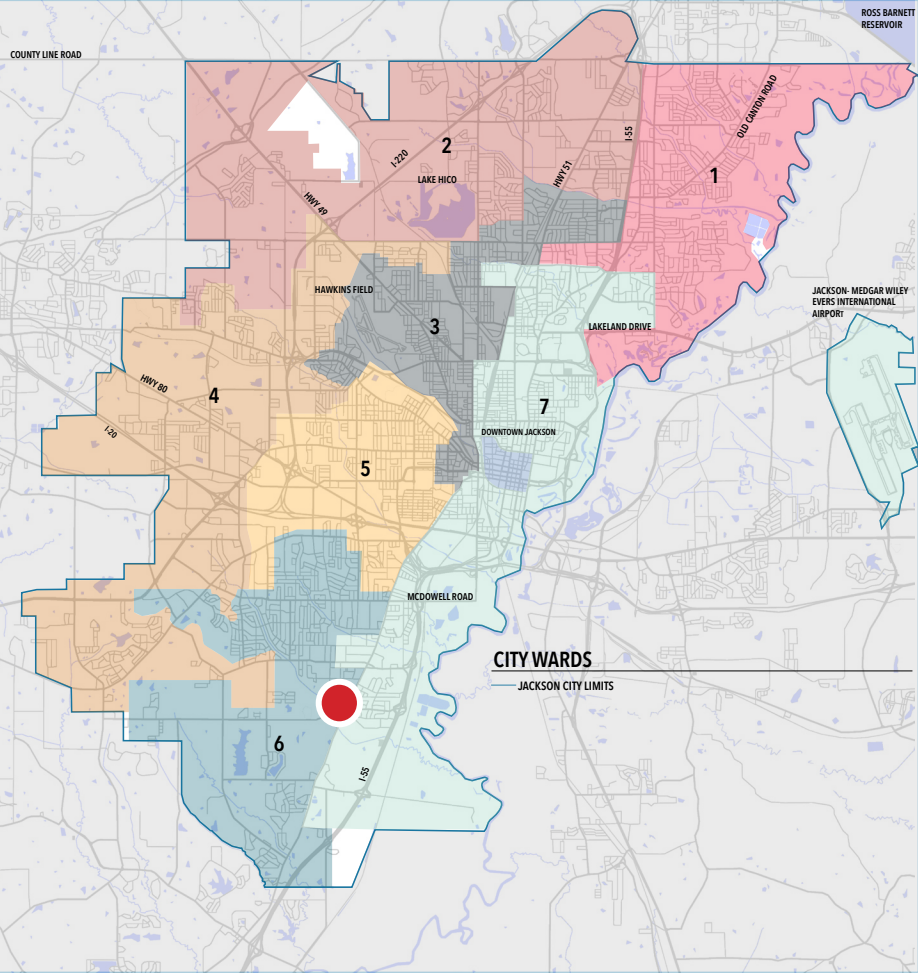 ROSS BARNETT
RESERVOIR
COUNTY LINE ROAD
OLD CANTON ROAD
I-55
2
I-220
HWY 51
1
LAKE HICO
HWY 49
HAWKINS FIELD
JACKSON- MEDGAR WILEY
EVERS INTERNATIONAL
AIRPORT
3
LAKELAND DRIVE
HWY 80
4
7
I-20
DOWNTOWN JACKSON
5
MCDOWELL ROAD
CITY WARDS
JACKSON CITY LIMITS
6
I-55